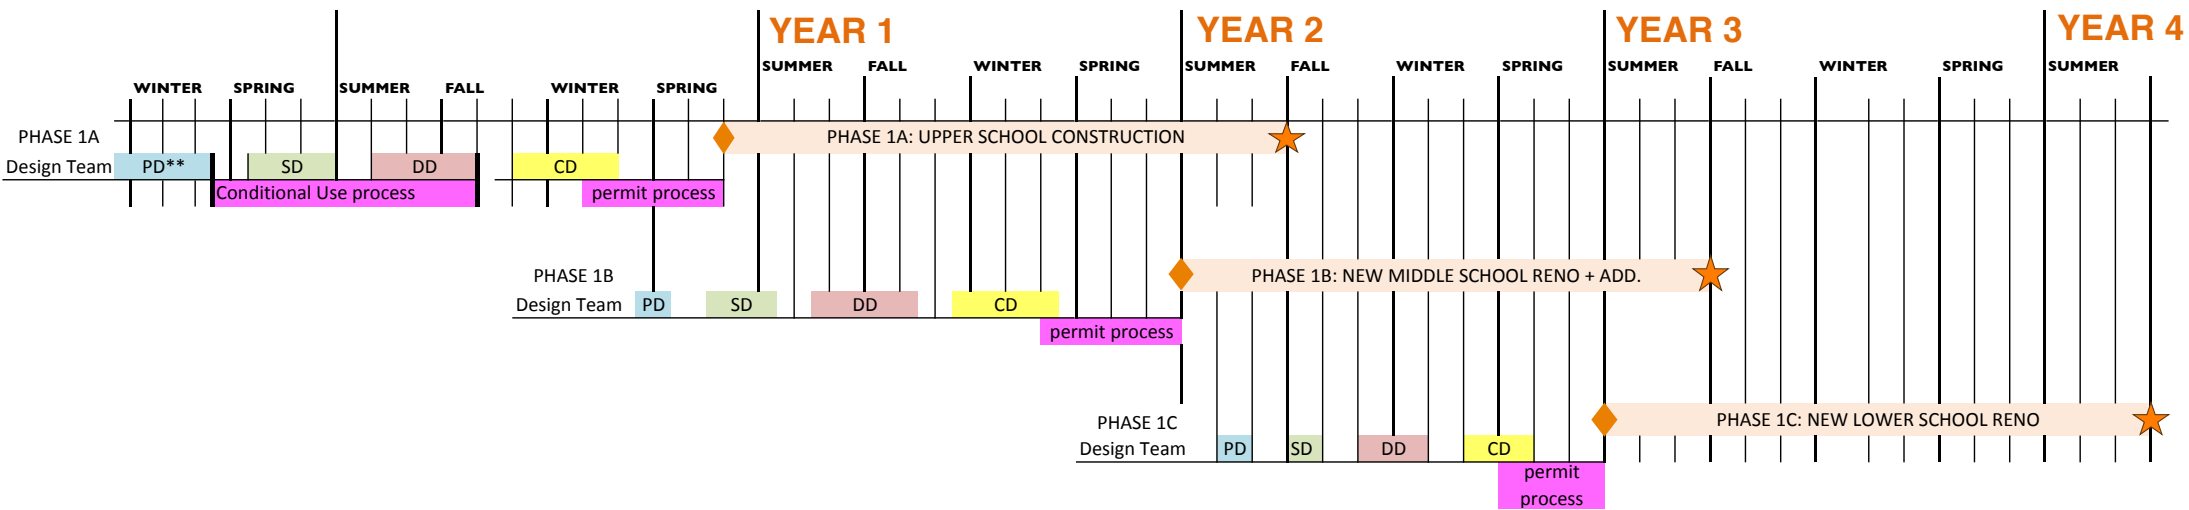 YEAR 1 YEAR 2 YEAR 3 YEAR 4
SUMMER FALL WINTER SPRING SUMMER FALL WINTER SPRING SUMMER FALL WINTER SPRING SUMMER
WINTER SPRING SUMMER FALL WINTER SPRING
PHASE 1A PHASE 1A: UPPER SCHOOL CONSTRUCTION
Design Team PD** SD DD CD
Conditional Use process permit process
PHASE 1B PHASE 1B: NEW MIDDLE SCHOOL RENO + ADD.
Design Team PD SD DD CD
permit process
PHASE 1C PHASE 1C: NEW LOWER SCHOOL RENO
Design Team PD SD DD CD
permit
process